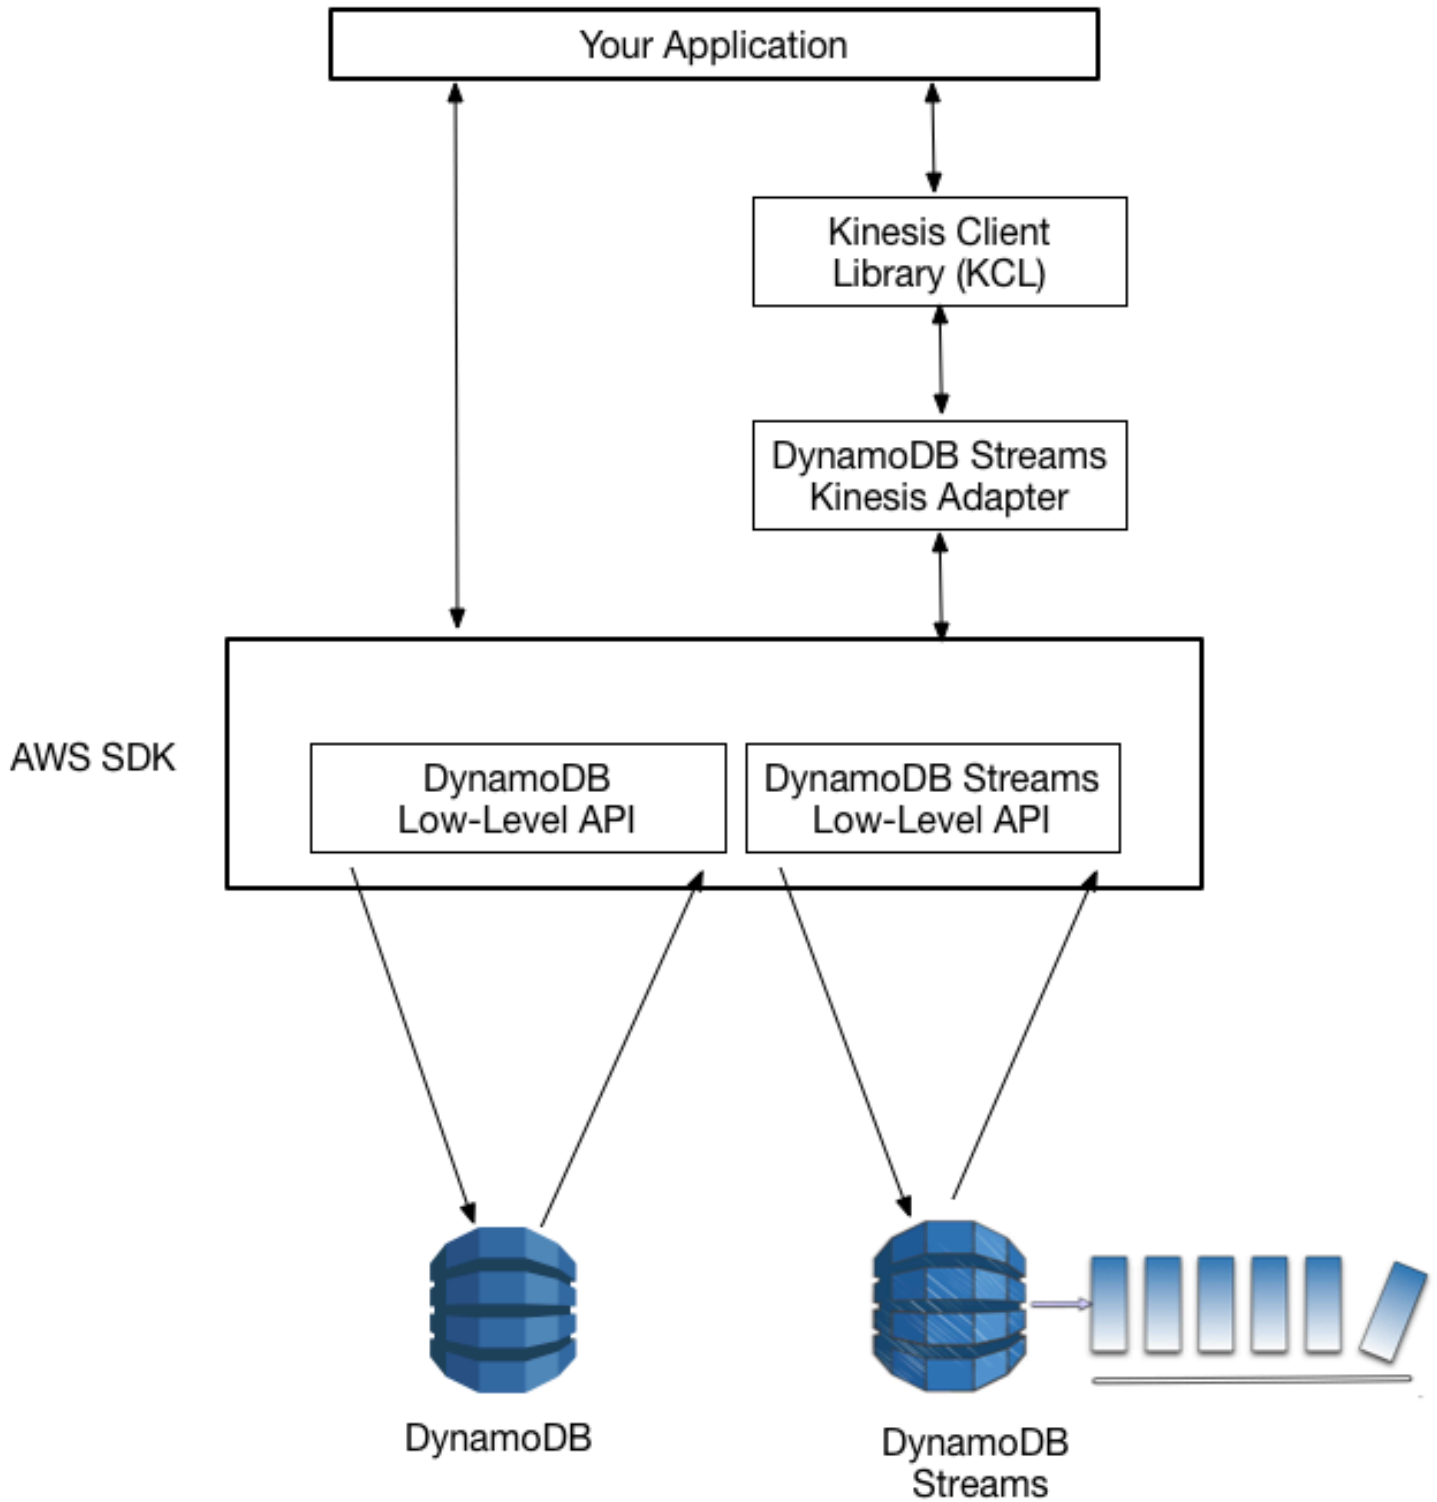 Your Application
Kinesis Client
Library (KCL)
DynamoDB Streams
Kinesis Adapter
AWS SDK
DynamoDB
Low-Level API
DynamoDB Streams
Low-Level API
DynamoDB
DynamoDB
Streams